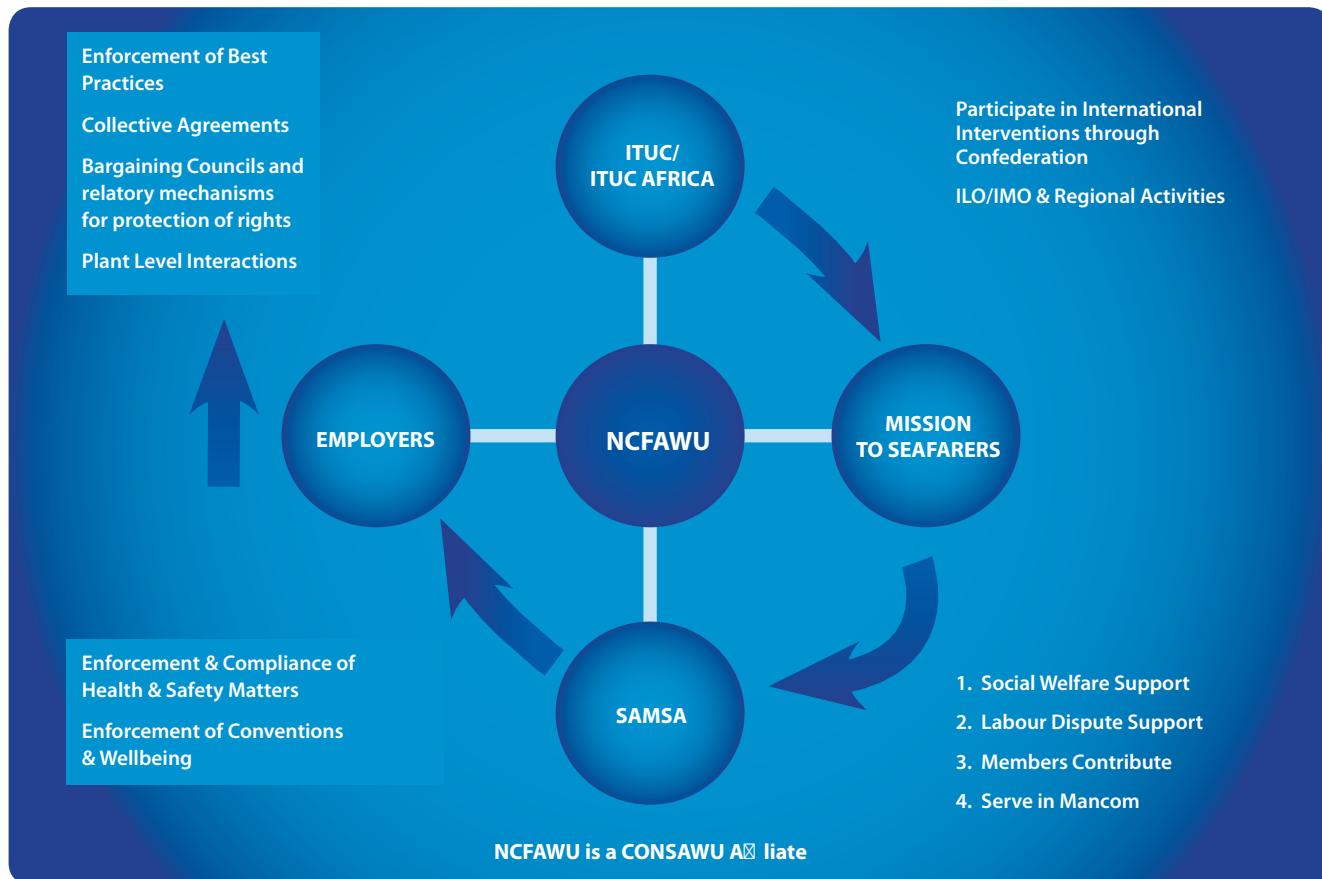 Enforcement of Best
Practices
Collective Agreements
Bargaining Councils and
relatory mechanisms
for protection of rights
Plant Level Interactions
ITUC/
ITUC AFRICA
Participate in International
Interventions through
Confederation
ILO/IMO & Regional Activities
EMPLOYERS
NCFAWU
MISSION
TO SEAFARERS
Enforcement & Compliance of
Health & Safety Matters
Enforcement of Conventions
& Wellbeing
SAMSA
1. Social Welfare Support
2. Labour Dispute Support
3. Members Contribute
4. Serve in Mancom
NCFAWU is a CONSAWU A☒ liate